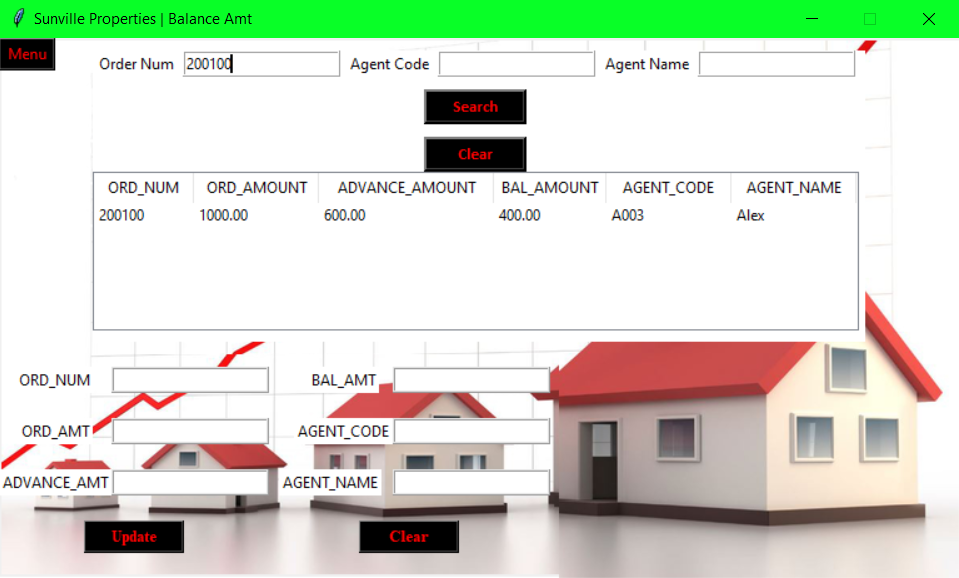 Sunville Properties | Balance Amt
Menu
Order Num 200100 Agent Code Agent Name
Search
Clear
ORD_NUM ORD_AMOUNT ADVANCE_AMOUNT BAL_AMOUNT AGENT_CODE AGENT_NAME
200100 1000.00 600.00 400.00 A003 Alex
ORD_NUM BAL_AMT
ORD_AMT AGENT_CODE
ADVANCE_AMT AGENT_NAME
Update Clear